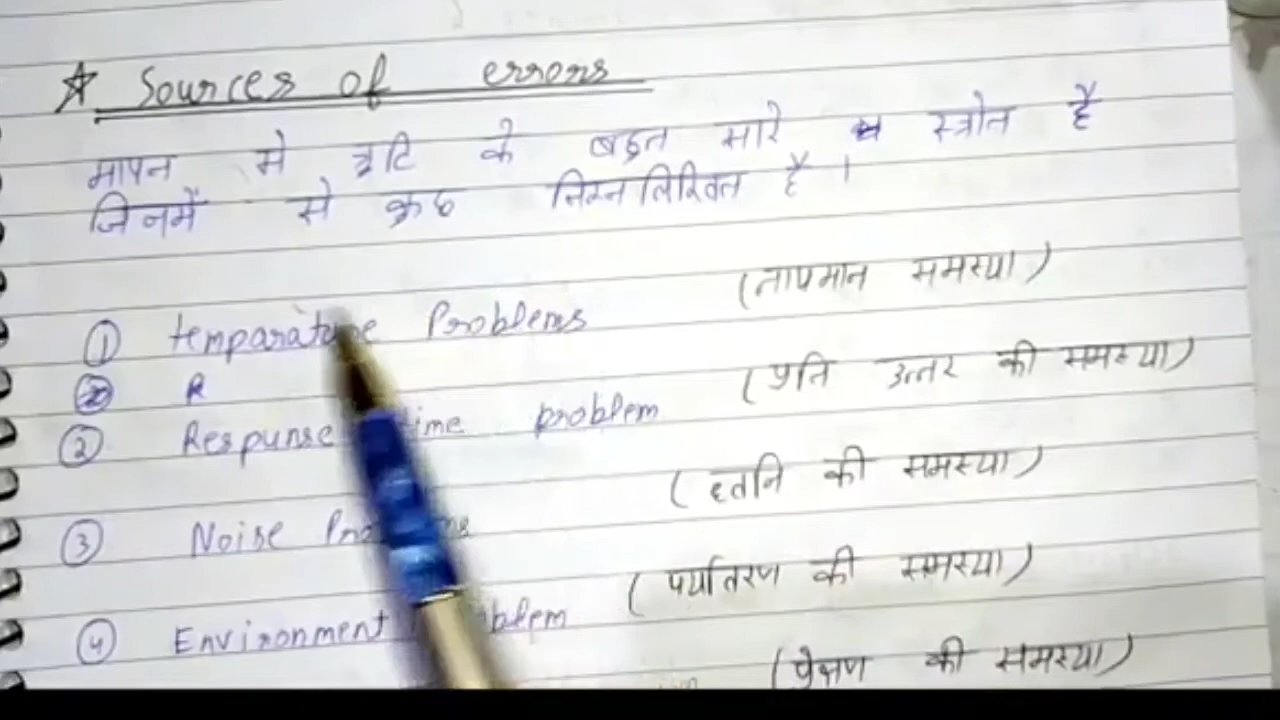 ☆ Sources of errors
मापन मे त्रुटि के बहुत सारे स्त्रोत है
जिनमें से कुछ निम्नलिखित है ।
① temparature Problems (तापमान समस्या)
② R
② Response time problem (प्रति उत्तर की समस्या)
③ Noise (ध्वनि की समस्या)
④ Environment (पर्यावरण की समस्या)
(प्रेक्षण की समस्या)